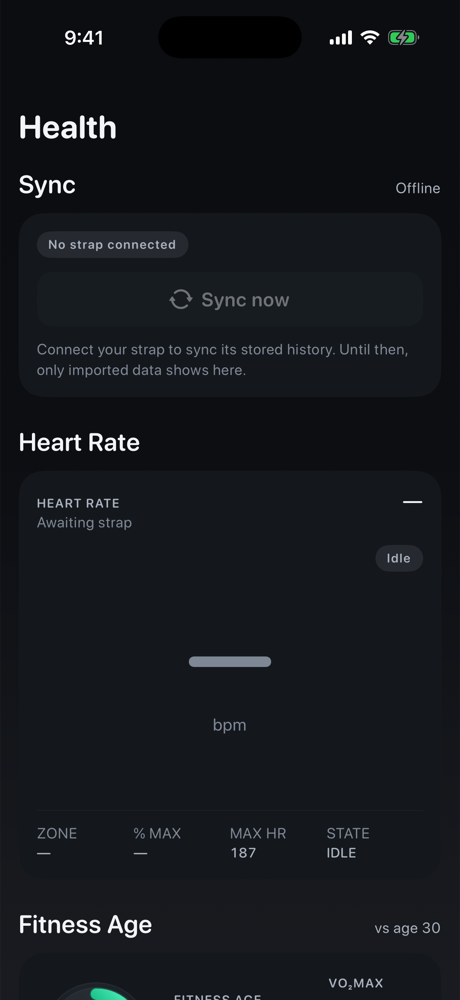 9:41
Health
Sync
Offline
No strap connected
Sync now
Connect your strap to sync its stored history. Until then,
only imported data shows here.
Heart Rate
HEART RATE
—
Awaiting strap
Idle
—
bpm
ZONE % MAX MAX HR STATE
— — 187 IDLE
Fitness Age
vs age 30
VO₂MAX
FITNESS AGE